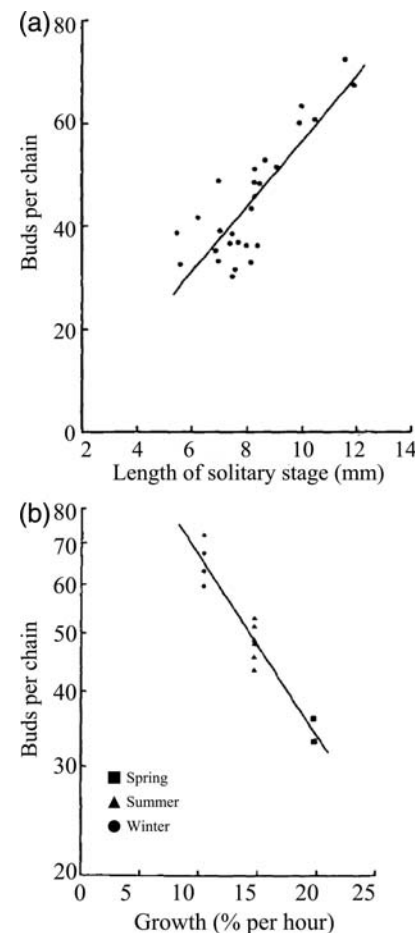 (a)
80
60
40
20
0
2 4 6 8 10 12 14
Buds per chain
Length of solitary stage (mm)
(b)
80
70
60
50
40
30
20
0 5 10 15 20 25
Buds per chain
Spring
Summer
Winter
Growth (% per hour)